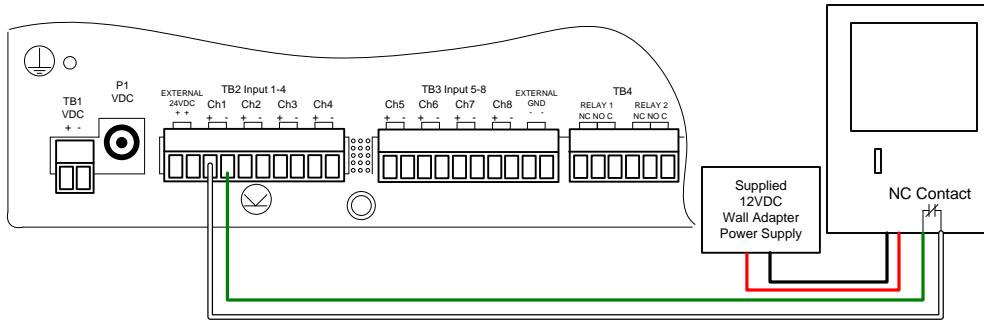 TB1
VDC
+ -
P1
VDC
EXTERNAL
24VDC
+ +
TB2 Input 1-4
Ch1 Ch2 Ch3 Ch4
+ - + - + - + -
TB3 Input 5-8
Ch5 Ch6 Ch7 Ch8
+ - + - + - + -
EXTERNAL
GND
- -
TB4
RELAY 1 RELAY 2
NC NO C NC NO C
Supplied
12VDC
Wall Adapter
Power Supply
NC Contact